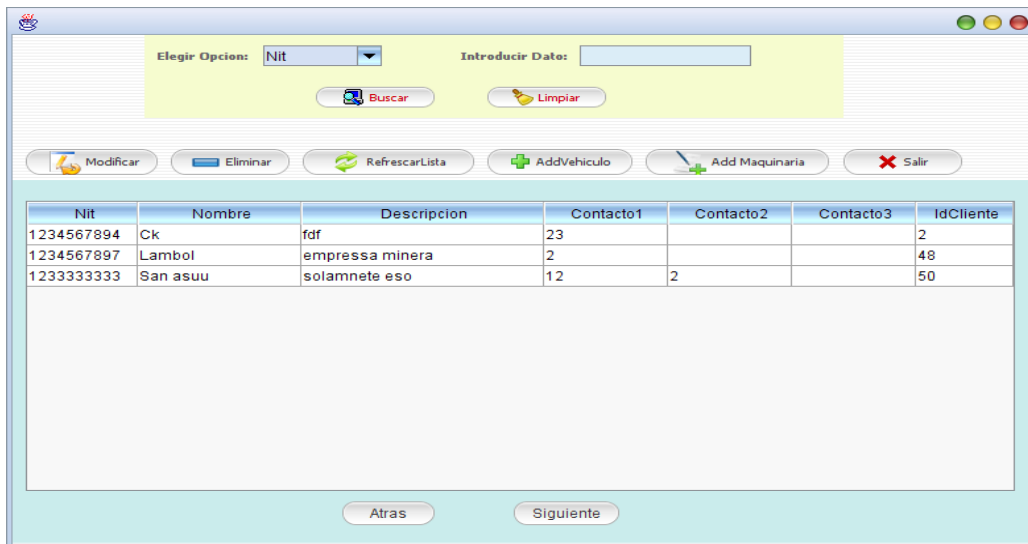 Elegir Opcion: Nit Introducir Dato:
Buscar Limpiar
Modificar Eliminar RefrescarLista AddVehiculo Add Maquinaria Salir
Nit Nombre Descripcion Contacto1 Contacto2 Contacto3 IdCliente
1234567894 Ck fdf 23 2
1234567897 Lambol empressa minera 2 48
1233333333 San asuu solamnete eso 12 2 50
Atras Siguiente